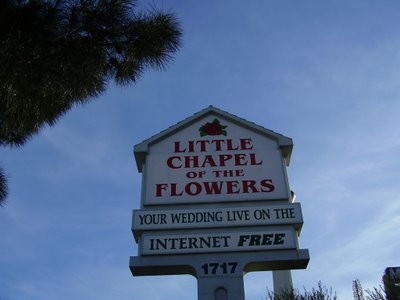 LITTLE
CHAPEL
OF THE
FLOWERS
YOUR WEDDING LIVE ON THE
INTERNET FREE
1717